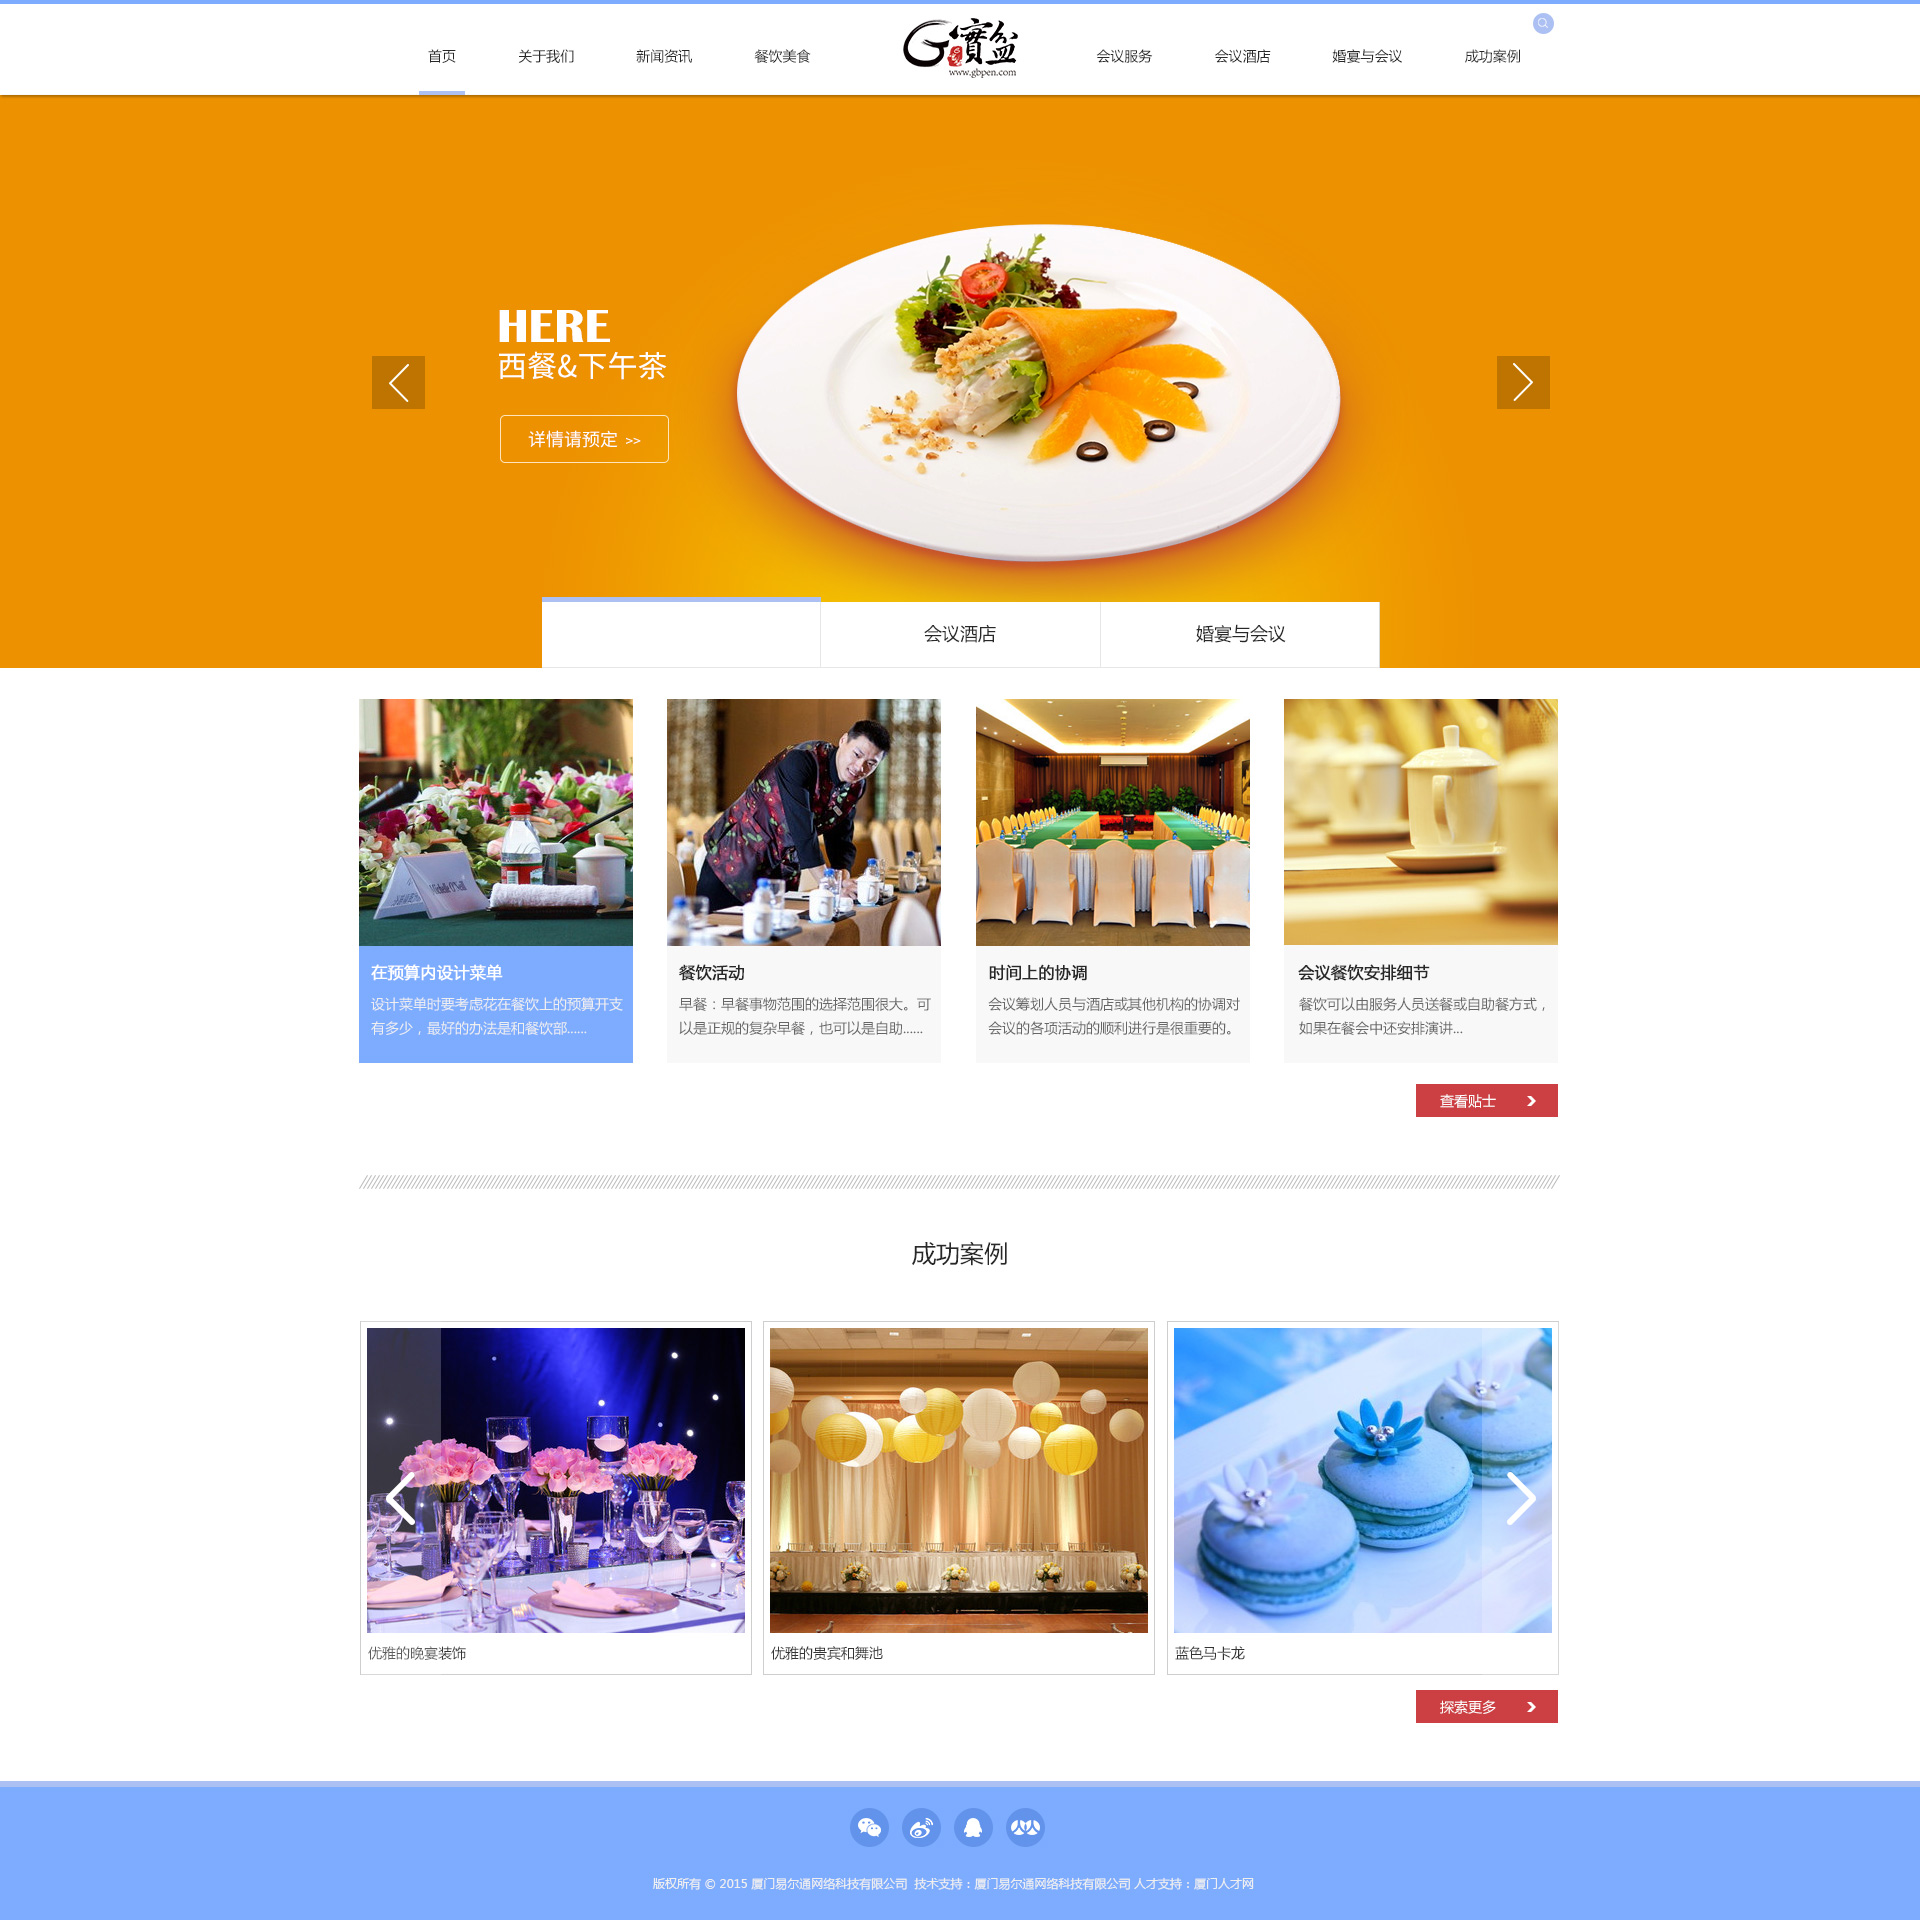 首页
关于我们
新闻资讯
餐饮美食
實盆
www.gbpen.com
会议服务
会议酒店
婚宴与会议
成功案例
HERE
西餐&下午茶
详情请预定 >>
会议酒店
婚宴与会议
在预算内设计菜单
设计菜单时要考虑花在餐饮上的预算开支
有多少，最好的办法是和餐饮部......
餐饮活动
早餐：早餐事物范围的选择范围很大。可
以是正规的复杂早餐，也可以是自助......
时间上的协调
会议筹划人员与酒店或其他机构的协调对
会议的各项活动的顺利进行是很重要的。
会议餐饮安排细节
餐饮可以由服务人员送餐或自助餐方式，
如果在餐会中还安排演讲...
查看贴士
成功案例
优雅的晚宴装饰
优雅的贵宾和舞池
蓝色马卡龙
探索更多
版权所有 © 2015 厦门易尔通网络科技有限公司 技术支持：厦门易尔通网络科技有限公司 人才支持：厦门人才网